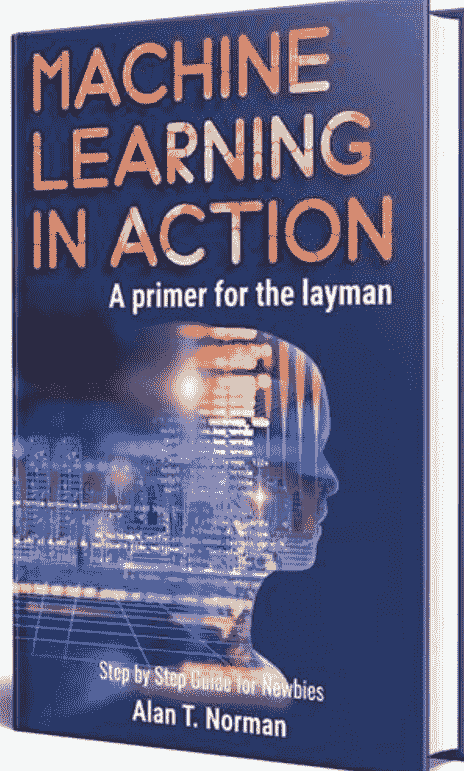 MACHINE
LEARNING
IN ACTION
A primer for the layman
Step by Step Guide for Newbies
Alan T. Norman